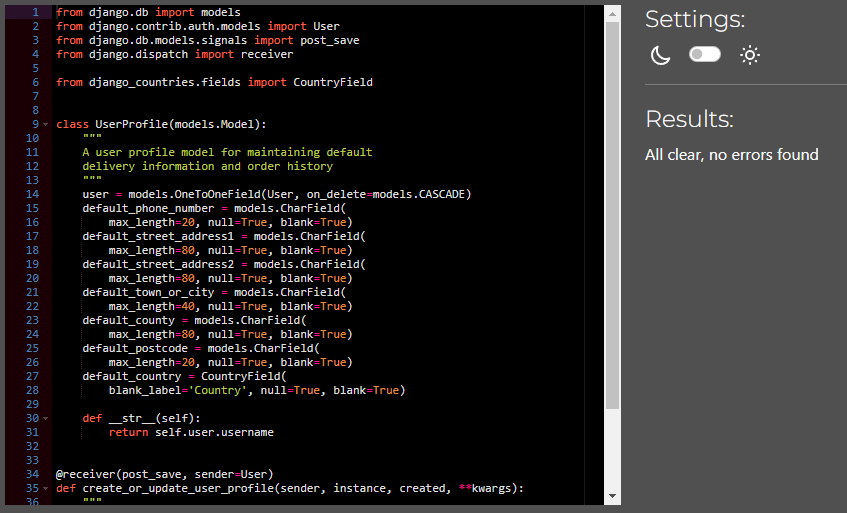 1 from django.db import models
2 from django.contrib.auth.models import User
3 from django.db.models.signals import post_save
4 from django.dispatch import receiver
5
6 from django_countries.fields import CountryField
7
8
9 class UserProfile(models.Model):
10     """
11     A user profile model for maintaining default
12     delivery information and order history
13     """
14     user = models.OneToOneField(User, on_delete=models.CASCADE)
15     default_phone_number = models.CharField(
16         max_length=20, null=True, blank=True)
17     default_street_address1 = models.CharField(
18         max_length=80, null=True, blank=True)
19     default_street_address2 = models.CharField(
20         max_length=80, null=True, blank=True)
21     default_town_or_city = models.CharField(
22         max_length=40, null=True, blank=True)
23     default_county = models.CharField(
24         max_length=80, null=True, blank=True)
25     default_postcode = models.CharField(
26         max_length=20, null=True, blank=True)
27     default_country = CountryField(
28         blank_label='Country', null=True, blank=True)
29
30     def __str__(self):
31         return self.user.username
32
33
34 @receiver(post_save, sender=User)
35 def create_or_update_user_profile(sender, instance, created, **kwargs):
36     """
Settings:
Results:
All clear, no errors found